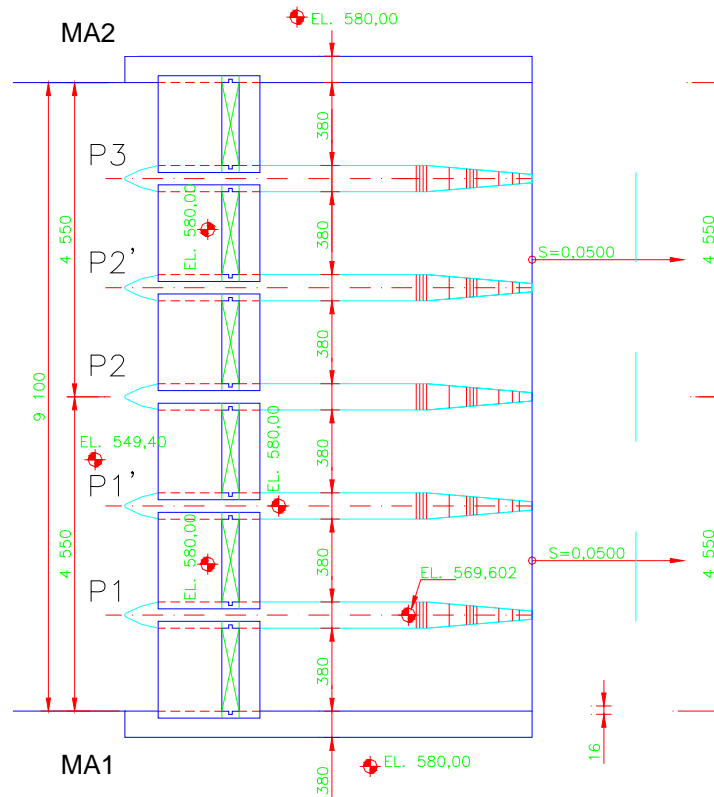 EL. 580,00
MA2
380
P3
EL. 580,00
380
4 550
4 550
S=0,0500
P2'
380
P2
9 100
EL. 549,40
EL. 580,00
380
P1'
EL. 580,00
380
4 550
4 550
S=0,0500
EL. 569,602
P1
380
16
MA1
380
EL. 580,00